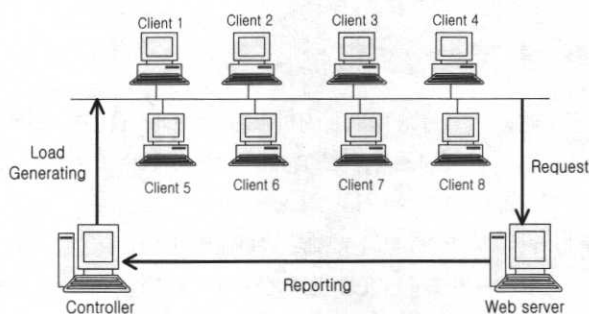 Client 1
Client 2
Client 3
Client 4
Load
Generating
Client 5
Client 6
Client 7
Client 8
Request
Reporting
Controller
Web server